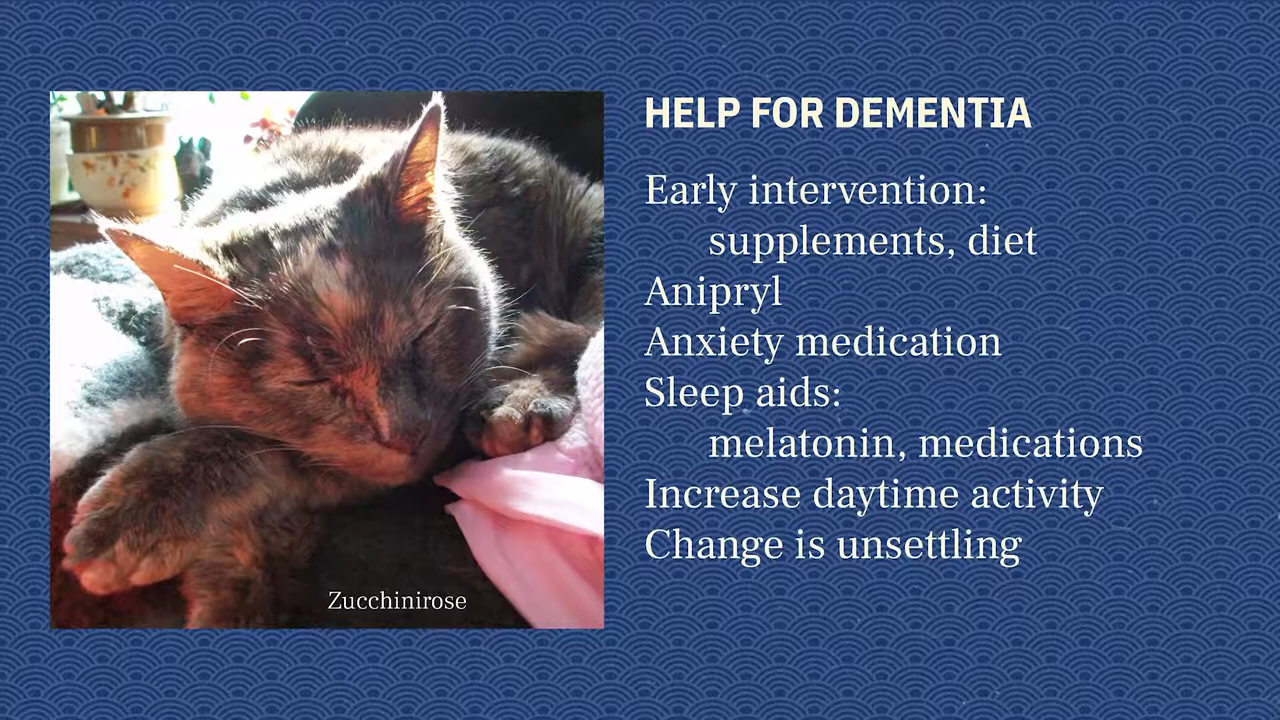 HELP FOR DEMENTIA
Early intervention:
supplements, diet
Anipryl
Anxiety medication
Sleep aids:
melatonin, medications
Increase daytime activity
Change is unsettling
Zucchinirose